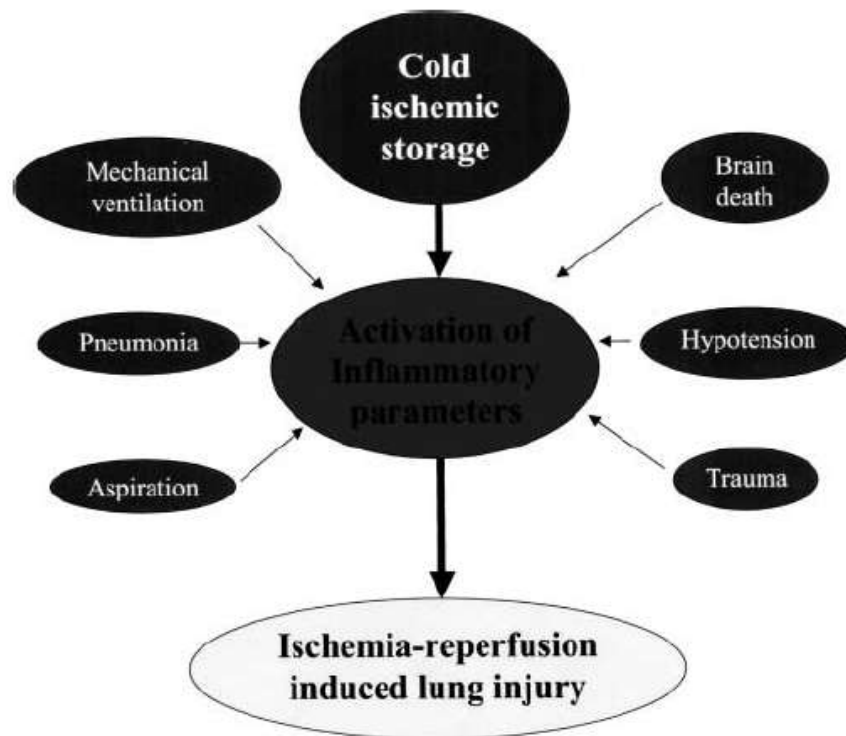 Cold
ischemic
storage
Mechanical
ventilation
Brain
death
Pneumonia
Activation of
Inflammatory
parameters
Hypotension
Aspiration
Trauma
Ischemia-reperfusion
induced lung injury